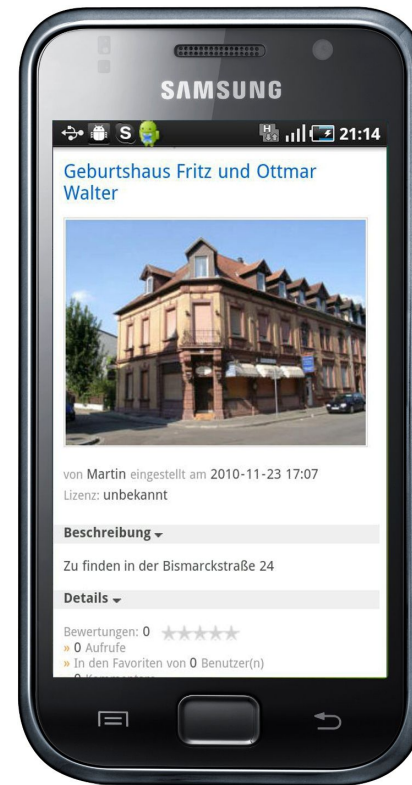 SAMSUNG
S H 21:14
Geburtshaus Fritz und Ottmar
Walter
von Martin eingestellt am 2010-11-23 17:07
Lizenz: unbekannt
Beschreibung
Zu finden in der Bismarckstraße 24
Details
Bewertungen: 0
» 0 Aufrufe
» In den Favoriten von 0 Benutzer(n)